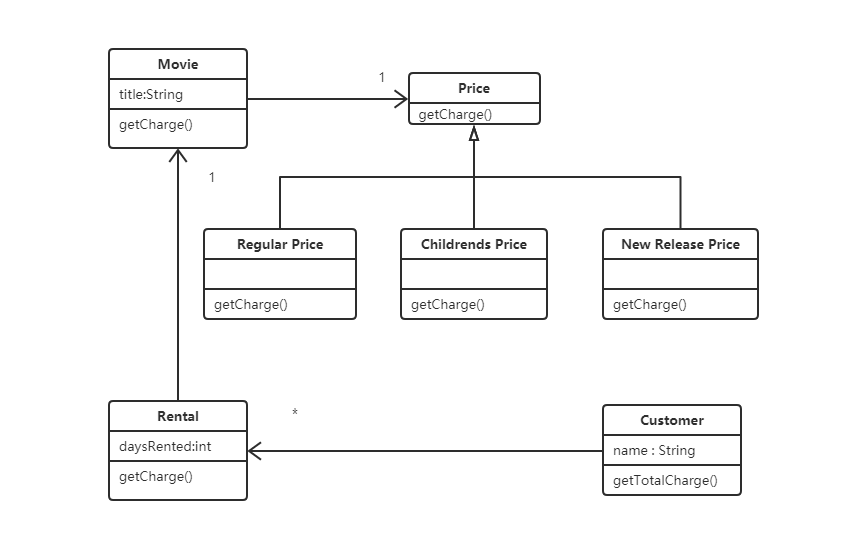 Movie
title:String
getCharge()
1
Price
getCharge()
1
Regular Price
getCharge()
Childrends Price
getCharge()
New Release Price
getCharge()
Rental
daysRented:int
getCharge()
*
Customer
name : String
getTotalCharge()